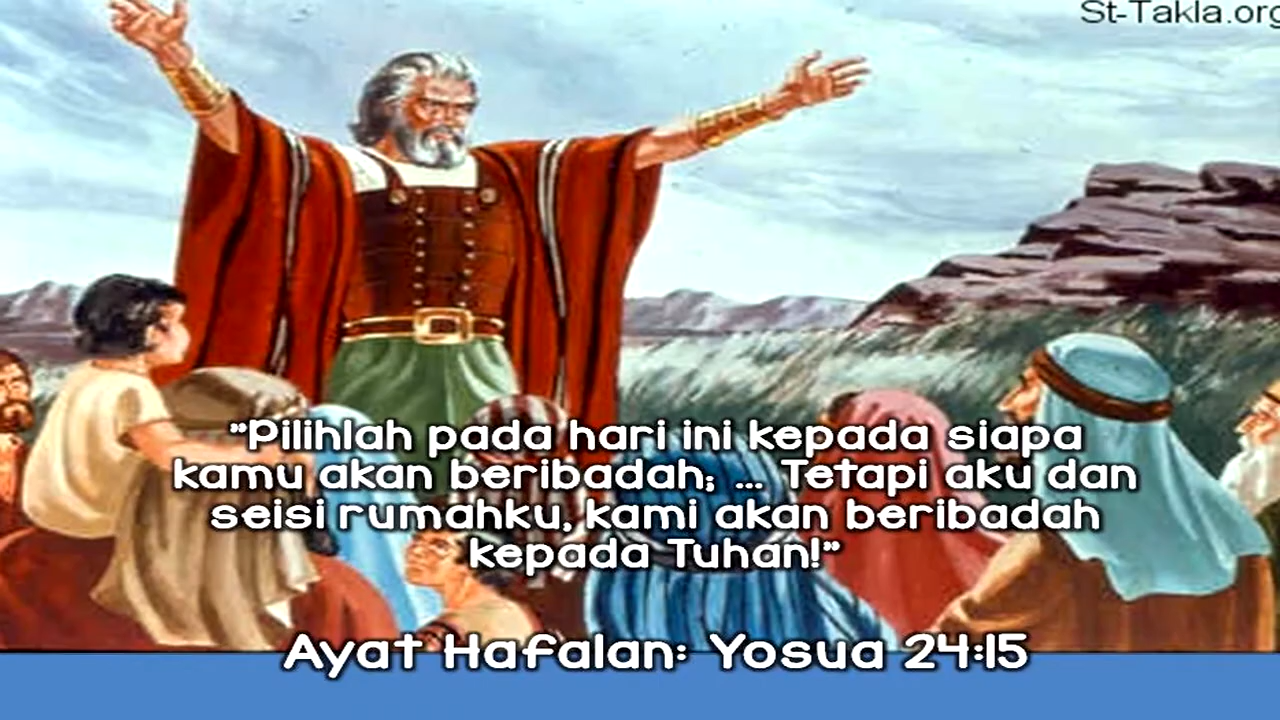 St-Takla.org
"Pilihlah pada hari ini kepada siapa
kamu akan beribadah; ... Tetapi aku dan
seisi rumahku, kami akan beribadah
kepada Tuhan!"
Ayat Hafalan: Yosua 24:15